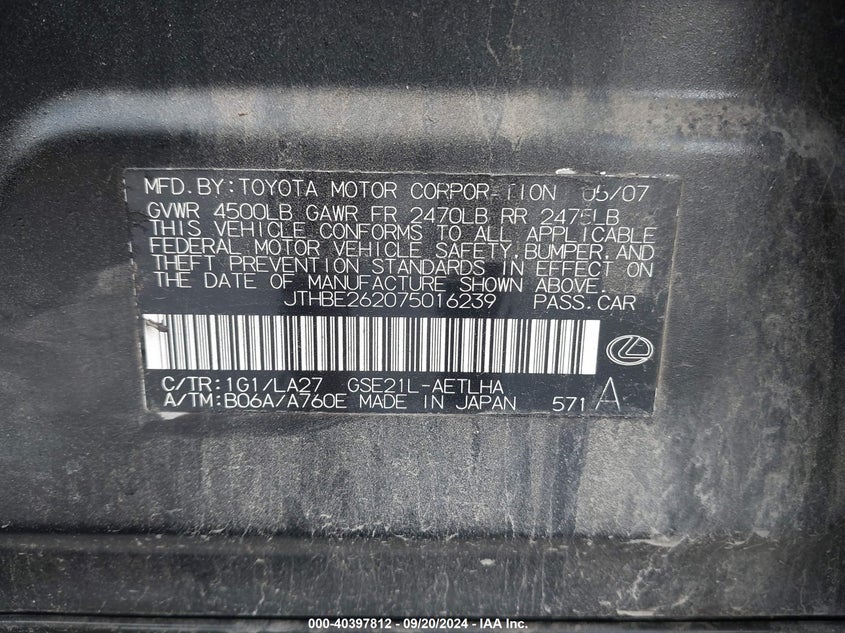 MFD. BY: TOYOTA MOTOR CORPOR TION 05/07
GVWR 4500LB GAWR FR 2470LB RR 2475LB
THIS VEHICLE CONFORMS TO ALL APPLICABLE
FEDERAL MOTOR VEHICLE SAFETY, BUMPER, AND
THEFT PREVENTION STANDARDS IN EFFECT ON
THE DATE OF MANUFACTURE SHOWN ABOVE.
JTHBE262075016239 PASS. CAR
C/TR: 1G1/LA27 GSE21L-AETLHA
A/TM: B06A/A760E MADE IN JAPAN 571 A
000-40397812 - 09/20/2024 - IAA Inc.